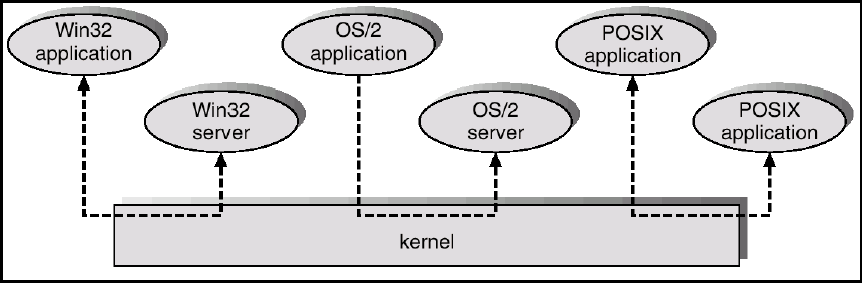 Win32
application
OS/2
application
POSIX
application
Win32
server
OS/2
server
POSIX
application
kernel